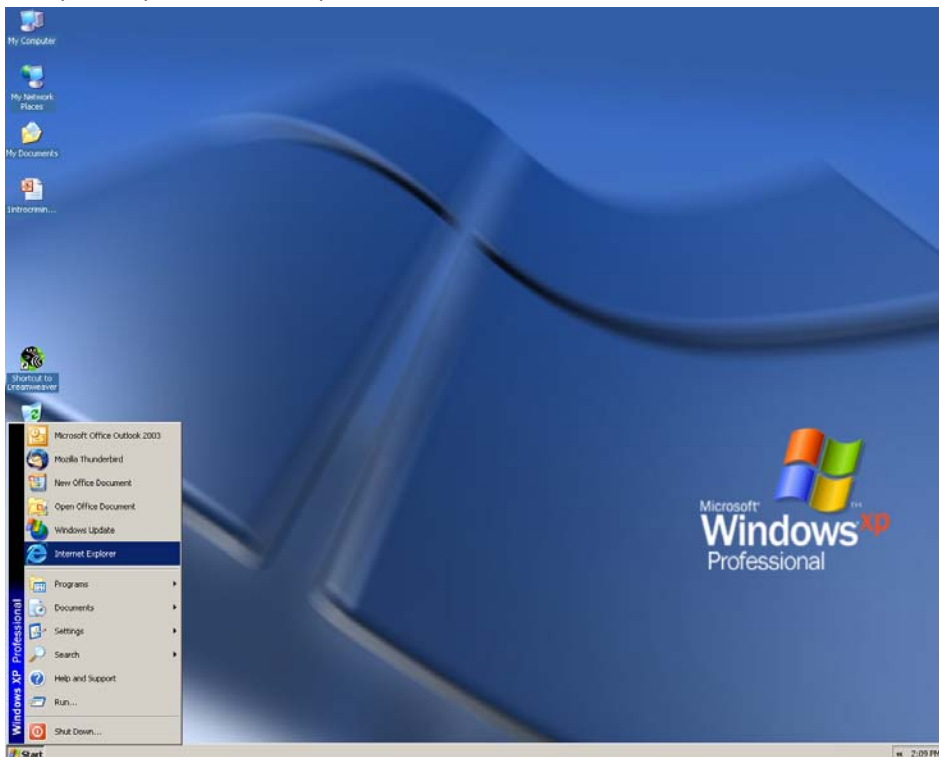 My Computer
My Network
Places
My Documents
1introcrimin...
Shortcut to
Dreamweaver
Microsoft Office Outlook 2003
Mozilla Thunderbird
New Office Document
Open Office Document
Windows Update
Internet Explorer
Programs
Documents
Settings
Search
Help and Support
Run...
Shut Down...
Windows XP Professional
Start
Microsoft
Windows xp
TM
Professional
2:09 PM